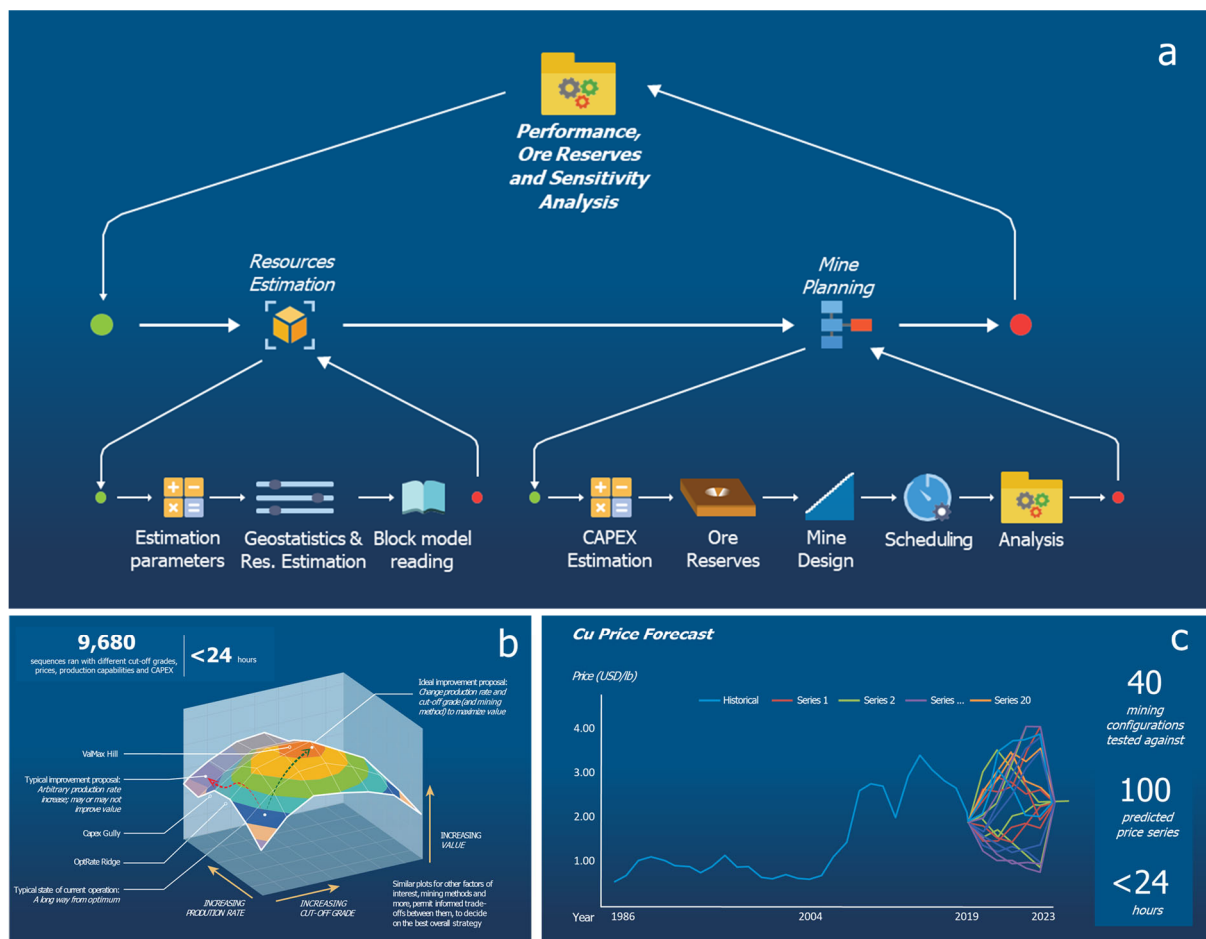 a
Performance,
Ore Reserves
and Sensitivity
Analysis
Resources
Estimation
Mine
Planning
Estimation
parameters
Geostatistics &
Res. Estimation
Block model
reading
CAPEX
Estimation
Ore
Reserves
Mine
Design
Scheduling
Analysis
b
9,680
sequences ran with different cut-off grades,
prices, production capabilities and CAPEX
<24 hours
Ideal improvement proposal:
Change production rate and
cut-off grade (and mining
method) to maximize value
ValMax Hill
Typical improvement proposal:
Arbitrary production rate
increase; may or may not
improve value
Capex Gully
OptRate Ridge
Typical state of current operation:
A long way from optimum
INCREASING
VALUE
INCREASING
PRODUTION RATE
INCREASING
CUT-OFF GRADE
Similar plots for other factors of
interest, mining methods and
more, permit informed trade-
offs between them, to decide
on the best overall strategy
c
Cu Price Forecast
Price (USD/lb)
Historical Series 1 Series 2 Series ... Series 20
4.00
3.00
2.00
1.00
Year 1986 2004 2019 2023
40
mining
configurations
tested against
100
predicted
price series
<24
hours